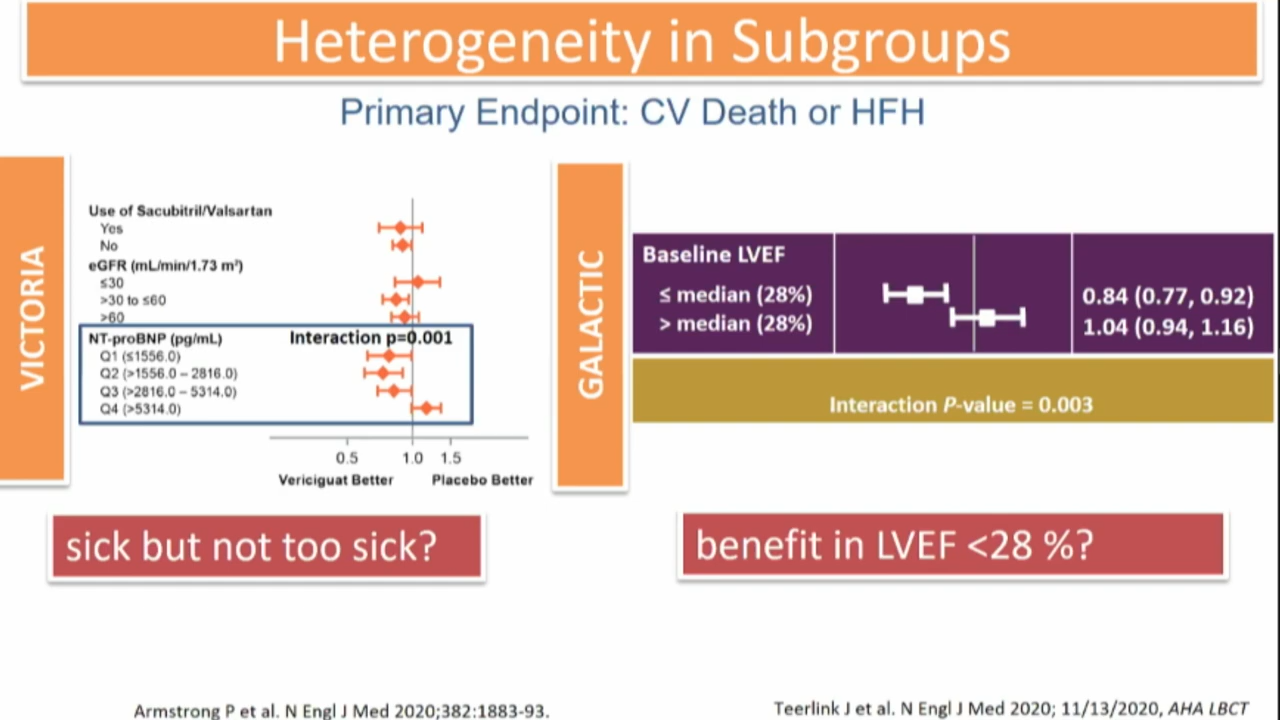 Heterogeneity in Subgroups
Primary Endpoint: CV Death or HFH
VICTORIA
Use of Sacubitril/Valsartan
Yes
No
eGFR (mL/min/1.73 m²)
≤30
>30 to ≤60
>60
NT-proBNP (pg/mL) Interaction p=0.001
Q1 (≤1556.0)
Q2 (>1556.0 – 2816.0)
Q3 (>2816.0 – 5314.0)
Q4 (>5314.0)
0.5 1.0 1.5
Vericiguat Better Placebo Better
sick but not too sick?
Armstrong P et al. N Engl J Med 2020;382:1883-93.
GALACTIC
Baseline LVEF
≤ median (28%) 0.84 (0.77, 0.92)
> median (28%) 1.04 (0.94, 1.16)
Interaction P-value = 0.003
benefit in LVEF <28 %?
Teerlink J et al. N Engl J Med 2020; 11/13/2020, AHA LBCT